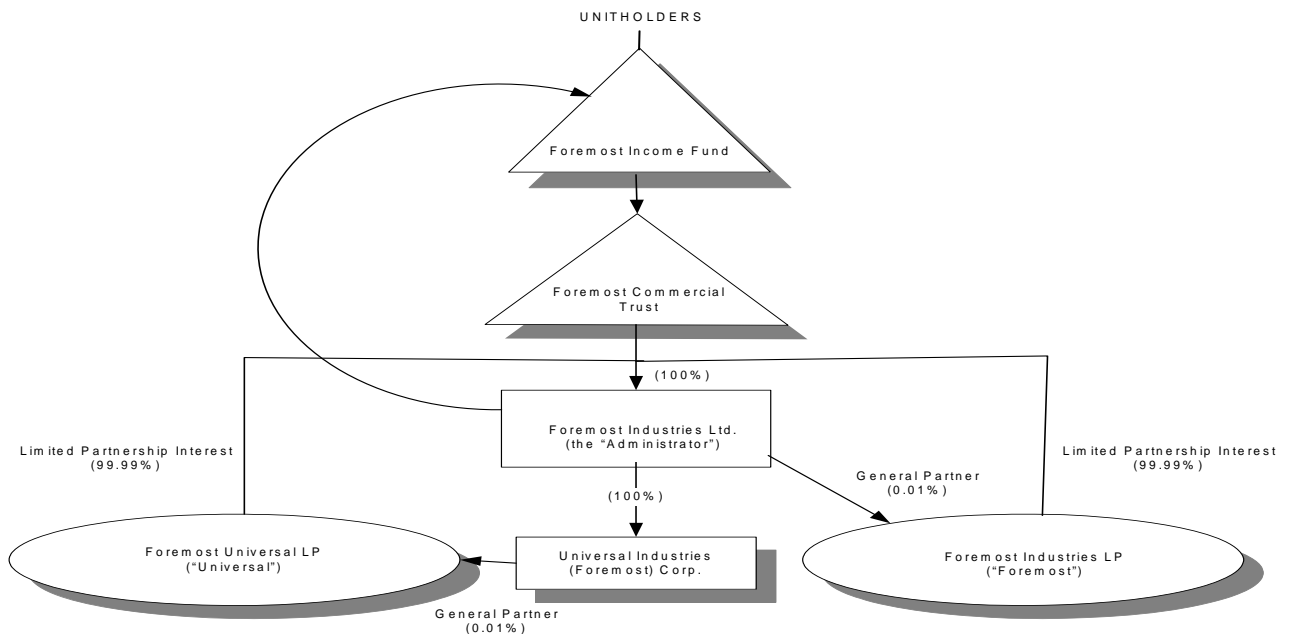 UNITHOLDERS
Foremost Income Fund
Foremost Commercial
Trust
(100%)
Foremost Industries Ltd.
(the “Administrator”)
Limited Partnership Interest
(99.99%)
Limited Partnership Interest
(99.99%)
General Partner
(0.01%)
(100%)
Foremost Universal LP
(“Universal”)
Universal Industries
(Foremost) Corp.
Foremost Industries LP
(“Foremost”)
General Partner
(0.01%)